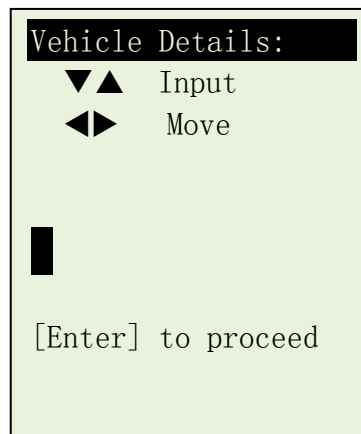 Vehicle Details:
▼▲ Input
◀▶ Move
[Enter] to proceed